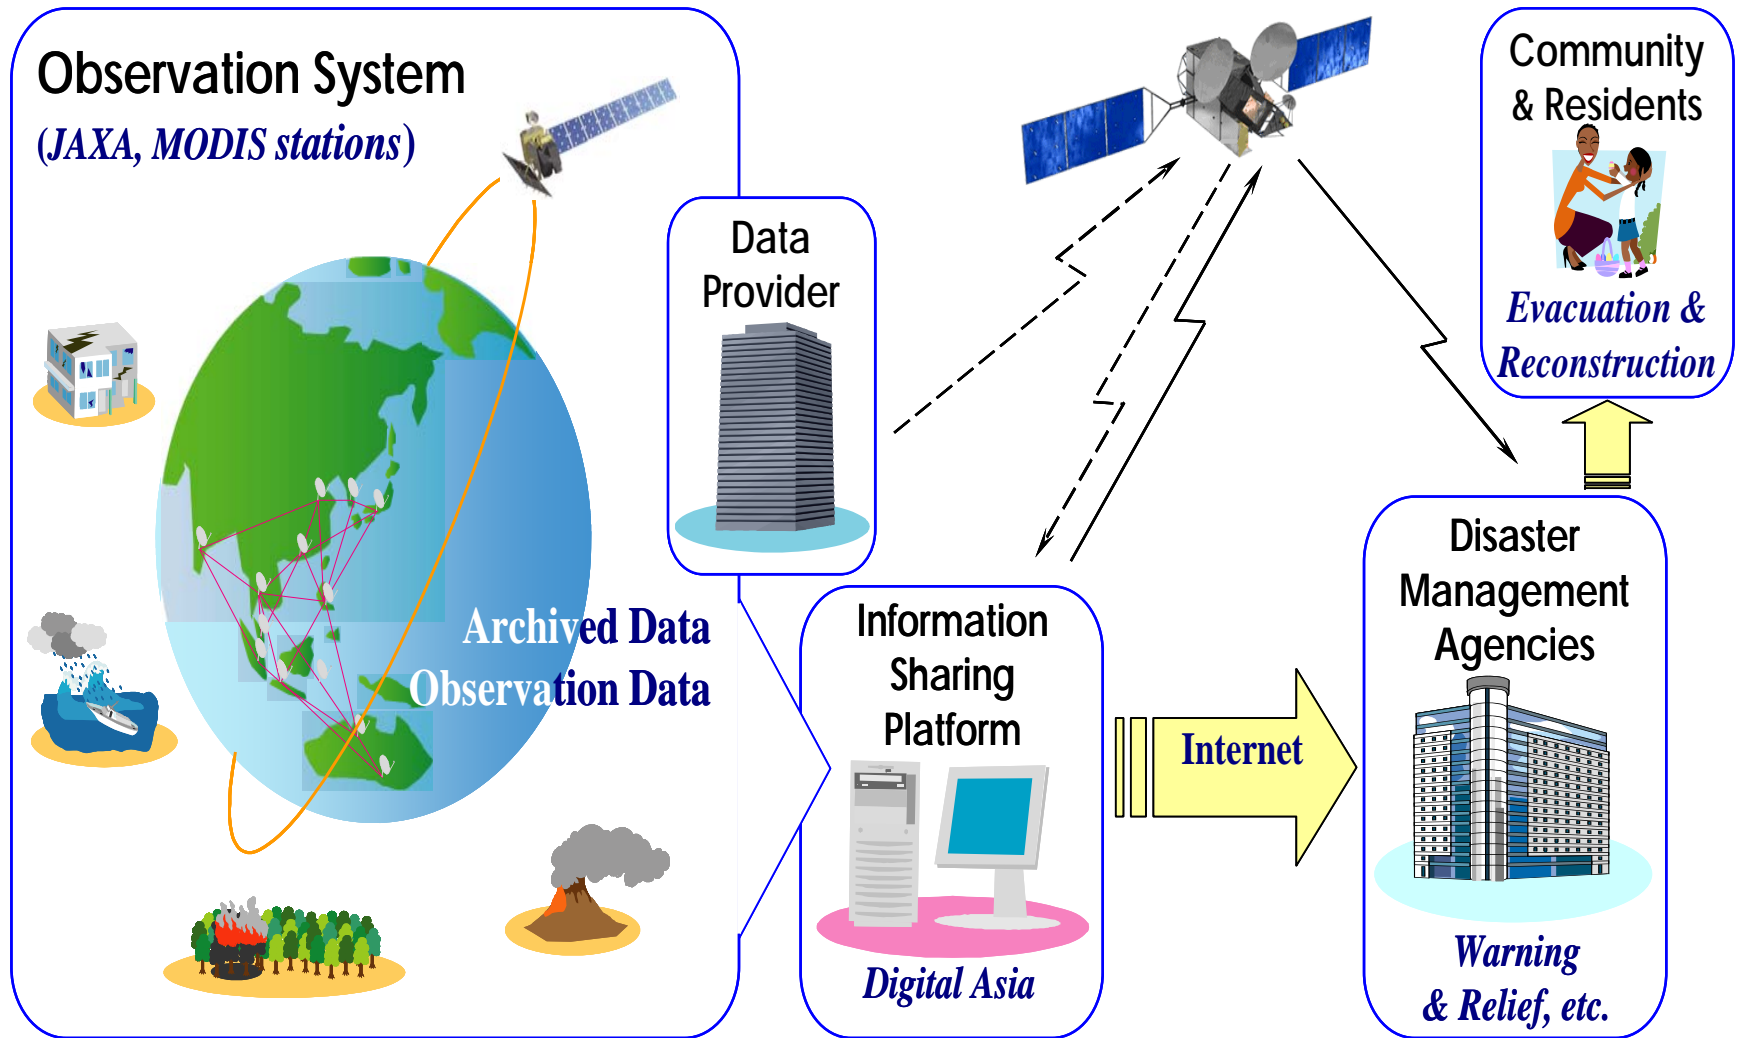 Observation System
(JAXA, MODIS stations)
Data
Provider
Archived Data
Observation Data
Information
Sharing
Platform
Digital Asia
Internet
Disaster
Management
Agencies
Warning
& Relief, etc.
Community
& Residents
Evacuation &
Reconstruction